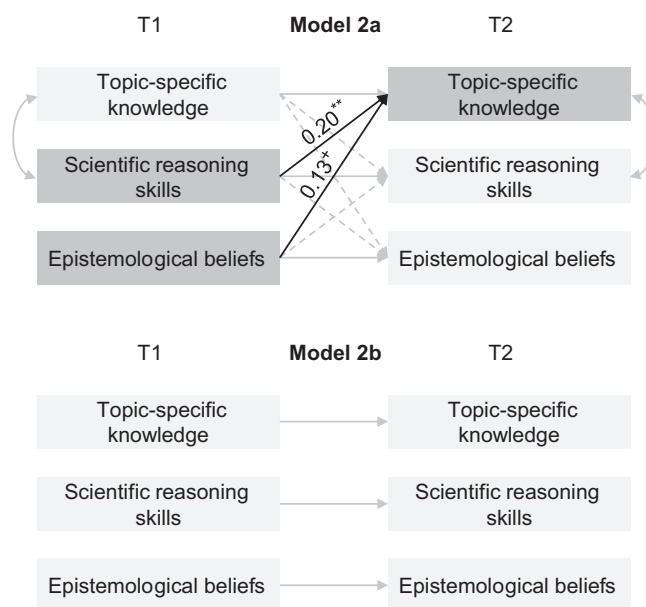 T1 Model 2a T2
Topic-specific
knowledge
Topic-specific
knowledge
0.20**
Scientific reasoning
skills
Scientific reasoning
skills
0.13+
Epistemological beliefs
Epistemological beliefs
T1 Model 2b T2
Topic-specific
knowledge
Topic-specific
knowledge
Scientific reasoning
skills
Scientific reasoning
skills
Epistemological beliefs
Epistemological beliefs